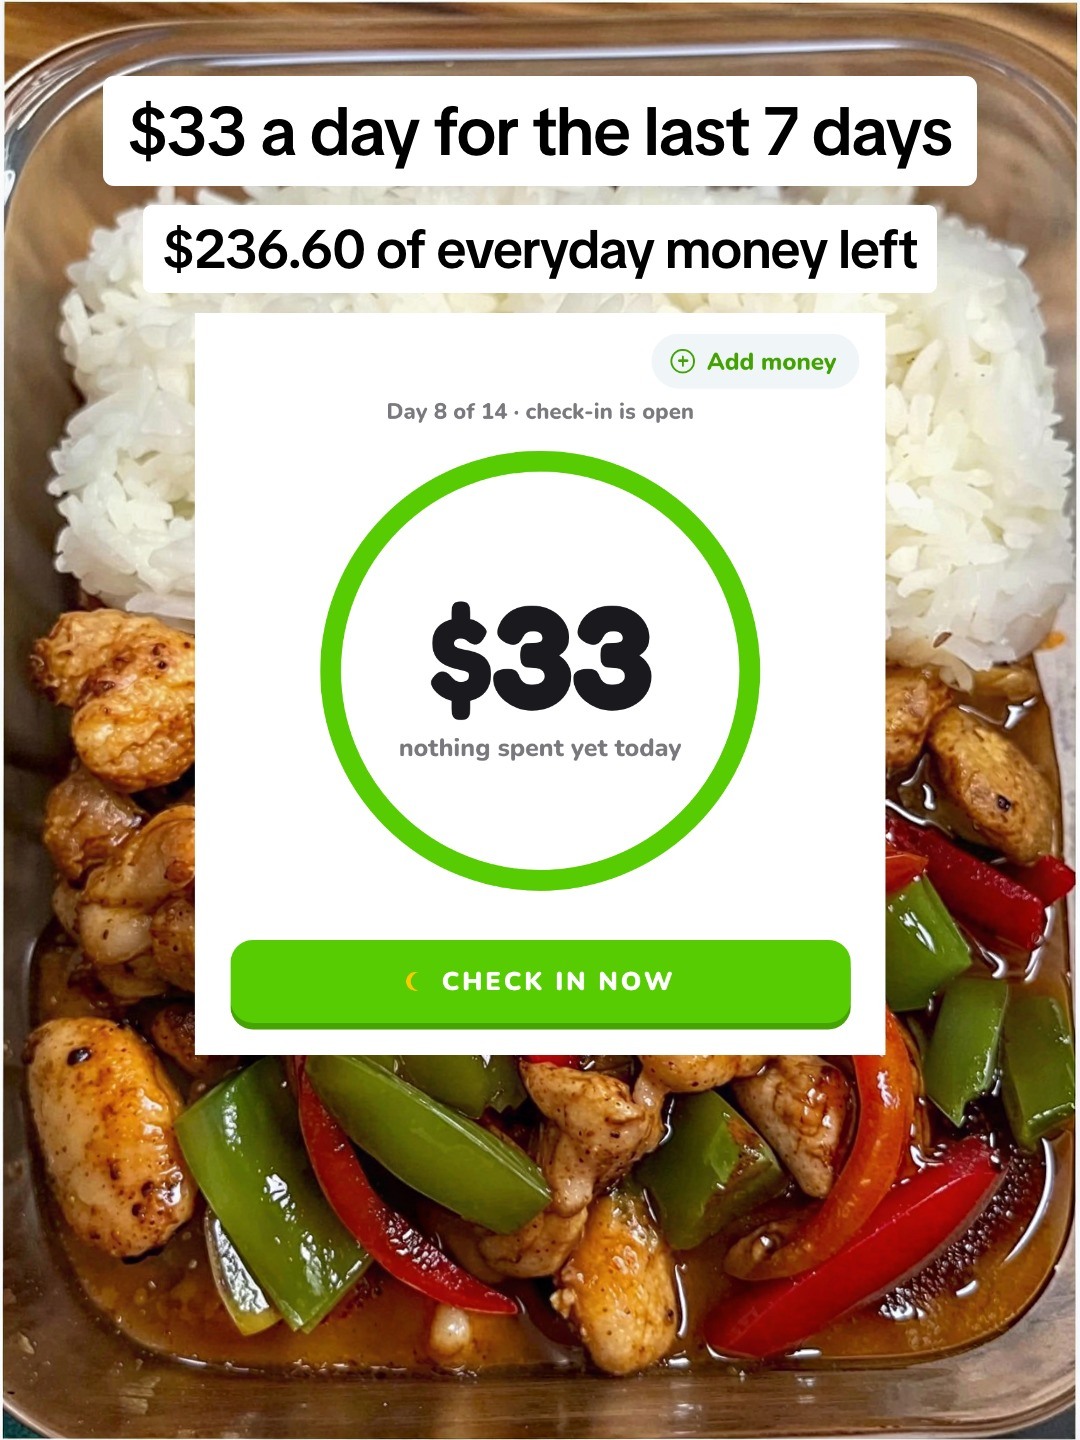 $33 a day for the last 7 days
$236.60 of everyday money left
Add money
Day 8 of 14 · check-in is open
$33
nothing spent yet today
CHECK IN NOW